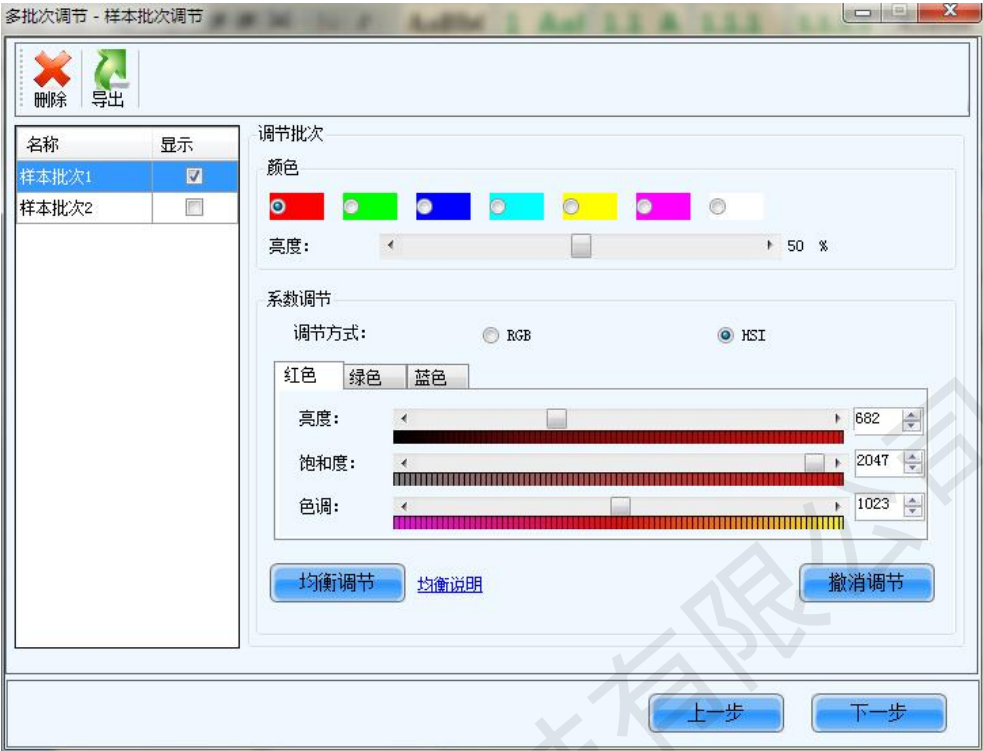 多批次调节 - 样本批次调节
删除 导出
名称 显示
样本批次1
样本批次2
调节批次
颜色
亮度: 50 %
系数调节
调节方式: RGB HSI
红色 绿色 蓝色
亮度: 682
饱和度: 2047
色调: 1023
均衡调节 均衡说明 撤消调节
上一步 下一步
有限公司